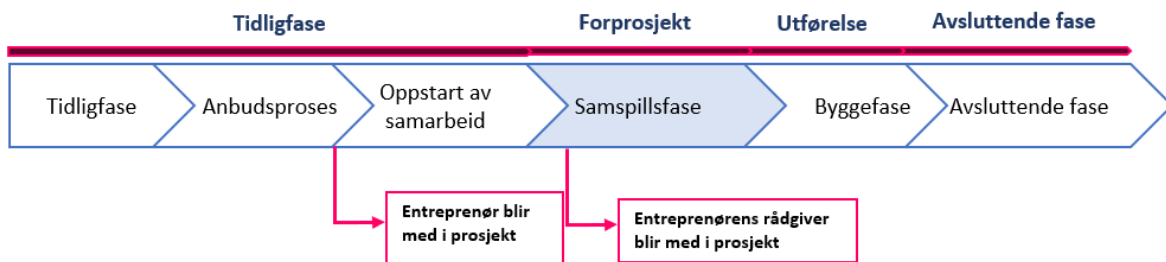 Tidligfase Forprosjekt Utførelse Avsluttende fase
Tidligfase Anbudsproses Oppstart av samarbeid Samspillsfase Byggefase Avsluttende fase
Entreprenør blir
med i prosjekt
Entreprenørens rådgiver
blir med i prosjekt